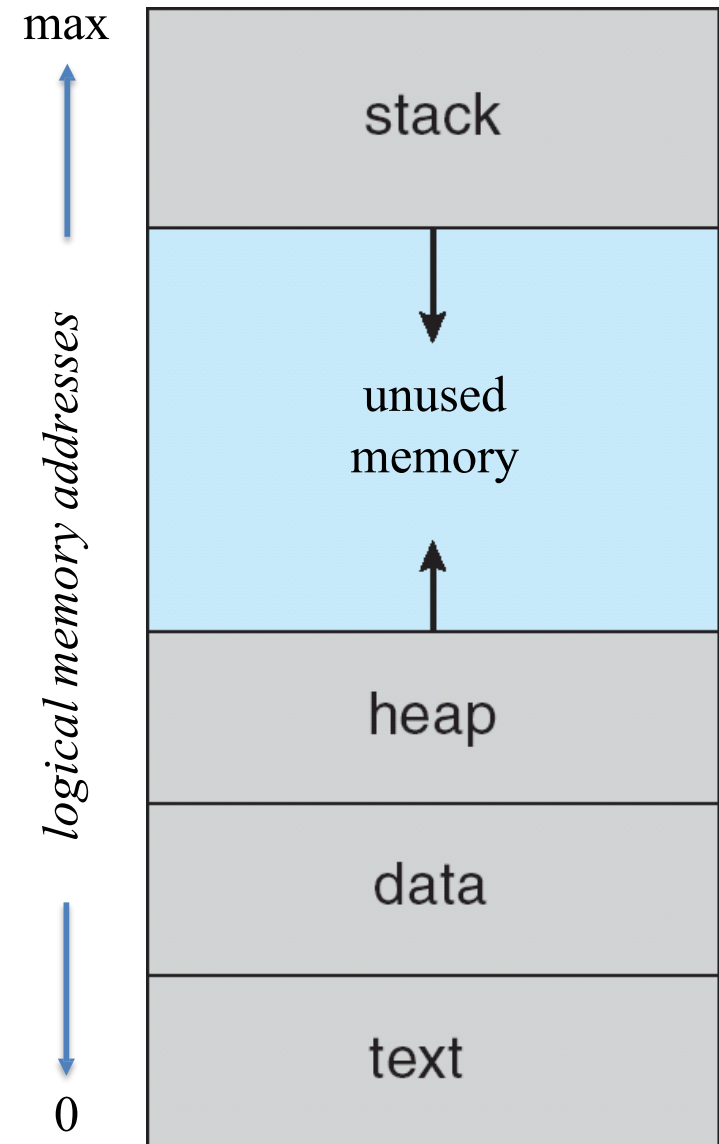 max
stack
unused
memory
logical memory addresses
heap
data
text
0